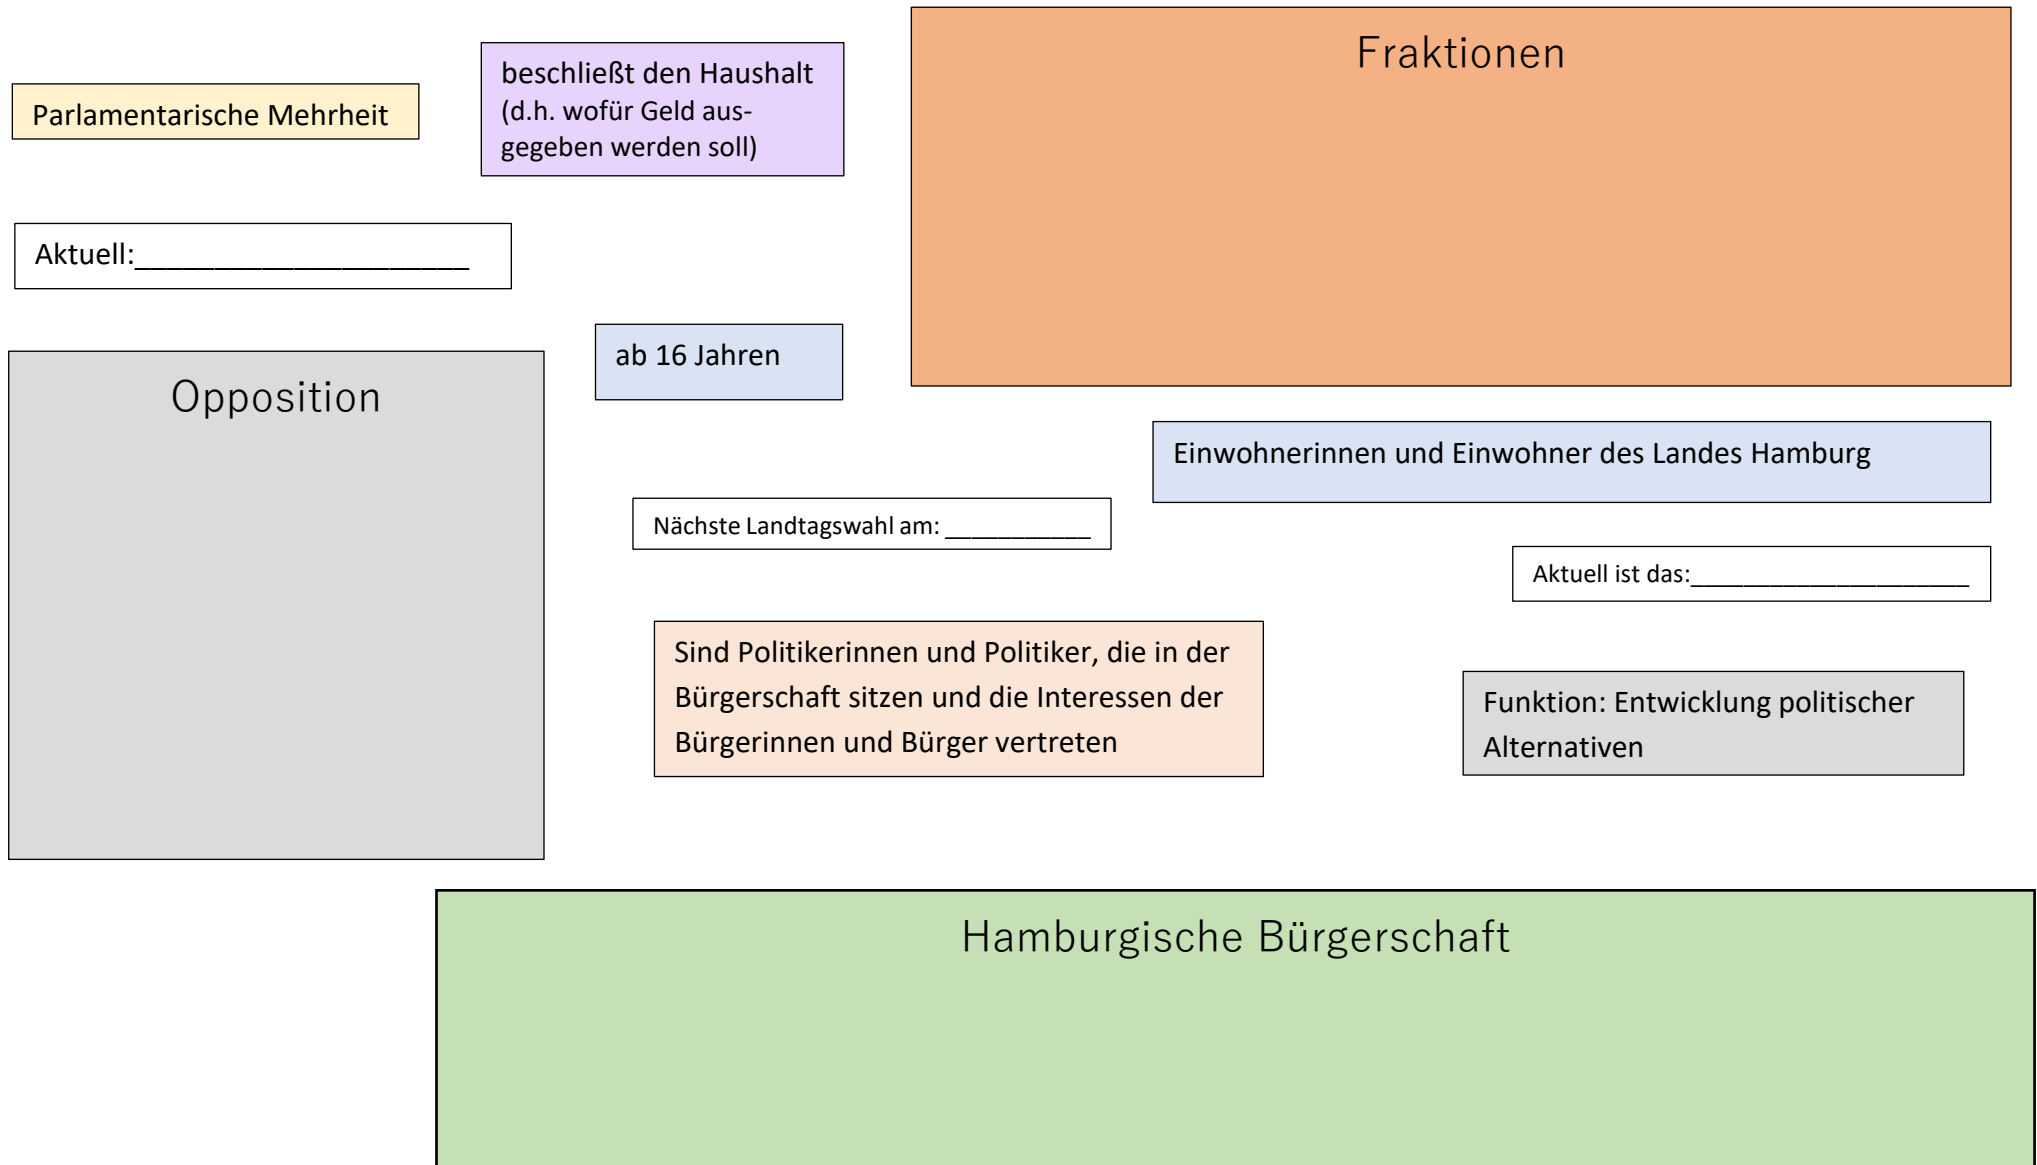 Fraktionen
beschließt den Haushalt
(d.h. wofür Geld aus-
gegeben werden soll)
Parlamentarische Mehrheit
Aktuell:_____________________
ab 16 Jahren
Opposition
Einwohnerinnen und Einwohner des Landes Hamburg
Nächste Landtagswahl am: ___________
Aktuell ist das:_____________________
Sind Politikerinnen und Politiker, die in der
Bürgerschaft sitzen und die Interessen der
Bürgerinnen und Bürger vertreten
Funktion: Entwicklung politischer
Alternativen
Hamburgische Bürgerschaft